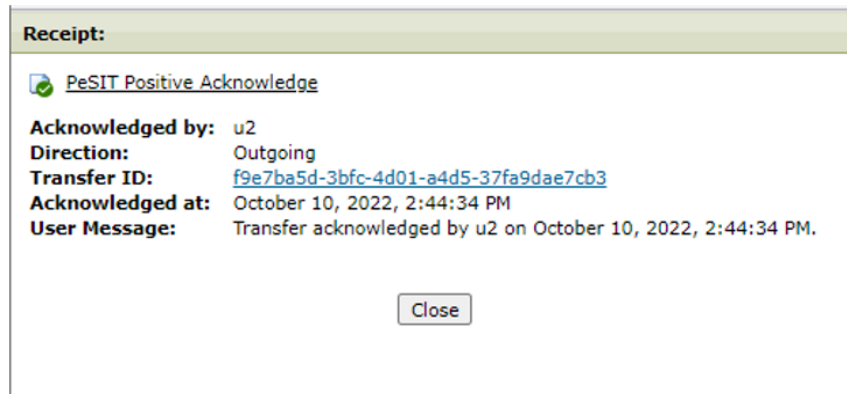 Receipt:
PeSIT Positive Acknowledge
Acknowledged by: u2
Direction: Outgoing
Transfer ID: f9e7ba5d-3bfc-4d01-a4d5-37fa9dae7cb3
Acknowledged at: October 10, 2022, 2:44:34 PM
User Message: Transfer acknowledged by u2 on October 10, 2022, 2:44:34 PM.
Close